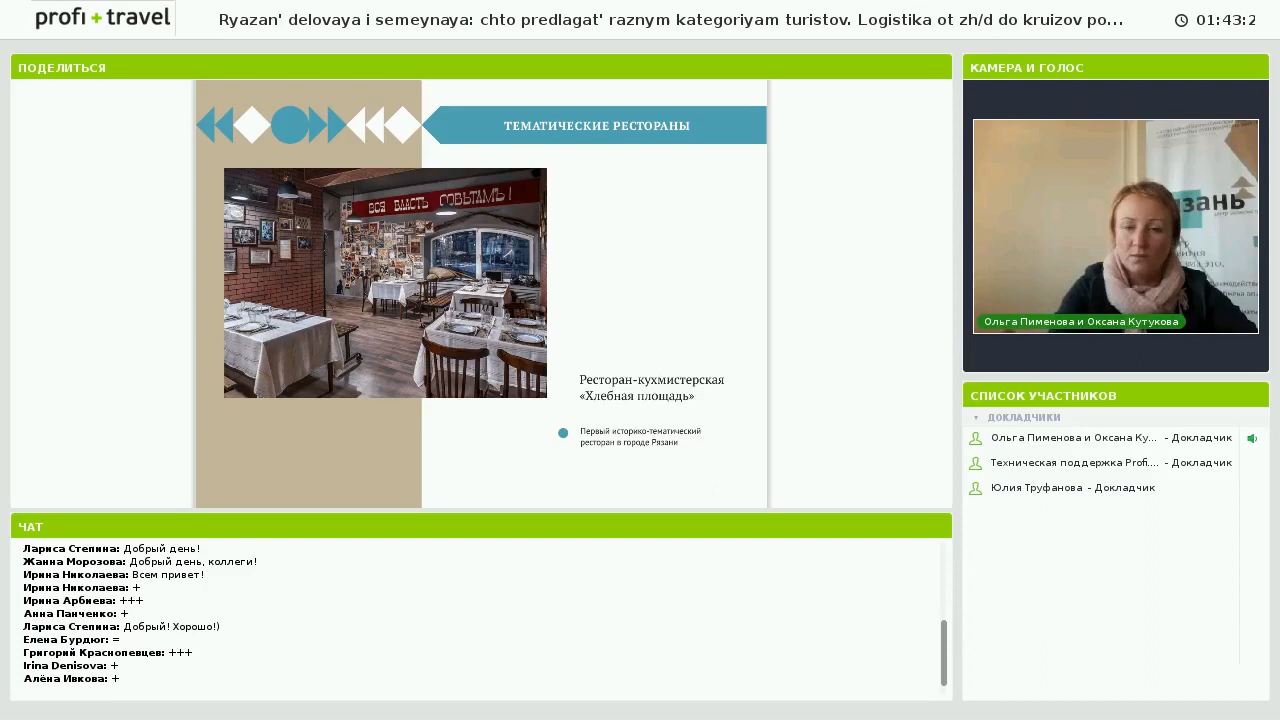 profi + travel
Ryazan' delovaya i semeynaya: chto predlagat' raznym kategoriyam turistov. Logistika ot zh/d do kruizov po...
01:43:2
ПОДЕЛИТЬСЯ
ТЕМАТИЧЕСКИЕ РЕСТОРАНЫ
ВСЯ ВЛАСТЬ СОВѢТАМЪ!
Ресторан-кухмистерская
«Хлебная площадь»
Первый историко-тематический
ресторан в городе Рязани
КАМЕРА И ГОЛОС
язань
Ольга Пименова и Оксана Кутукова
СПИСОК УЧАСТНИКОВ
ДОКЛАДЧИКИ
Ольга Пименова и Оксана Ку... – Докладчик
Техническая поддержка Profi.... – Докладчик
Юлия Труфанова – Докладчик
ЧАТ
Лариса Степина: Добрый день!
Жанна Морозова: Добрый день, коллеги!
Ирина Николаева: Всем привет!
Ирина Николаева: +
Ирина Арбиева: +++
Анна Панченко: +
Лариса Степина: Добрый! Хорошо!)
Елена Бурдюг: =
Григорий Краснопевцев: +++
Irina Denisova: +
Алёна Ивкова: +